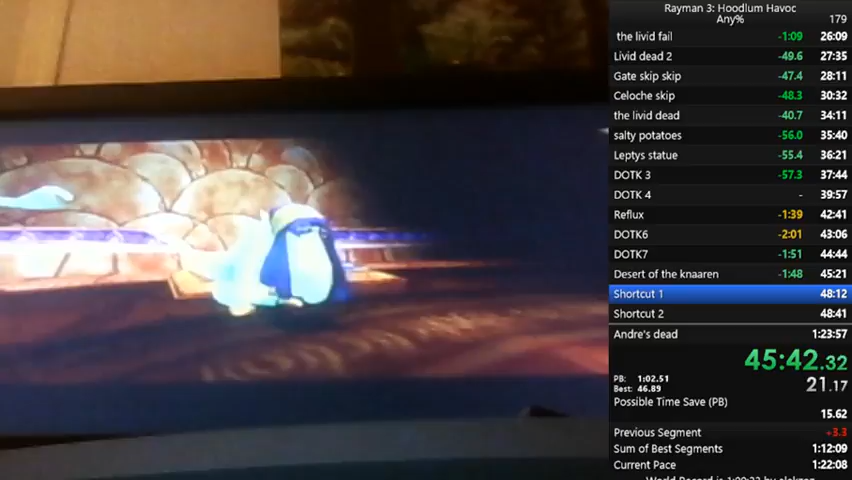 Rayman 3: Hoodlum Havoc
Any% 179
the livid fail -1:09 26:09
Livid dead 2 -49.6 27:35
Gate skip skip -47.4 28:11
Celoche skip -48.3 30:32
the livid dead -40.7 34:11
salty potatoes -56.0 35:40
Leptys statue -55.4 36:21
DOTK 3 -57.3 37:44
DOTK 4 - 39:57
Reflux -1:39 42:41
DOTK6 -2:01 43:06
DOTK7 -1:51 44:44
Desert of the knaaren -1:48 45:21
Shortcut 1 48:12
Shortcut 2 48:41
Andre's dead 1:23:57
45:42.32
PB: 1:02.51 21.17
Best: 46.89
Possible Time Save (PB)
15.62
Previous Segment +3.3
Sum of Best Segments 1:12:09
Current Pace 1:22:08
World Record is